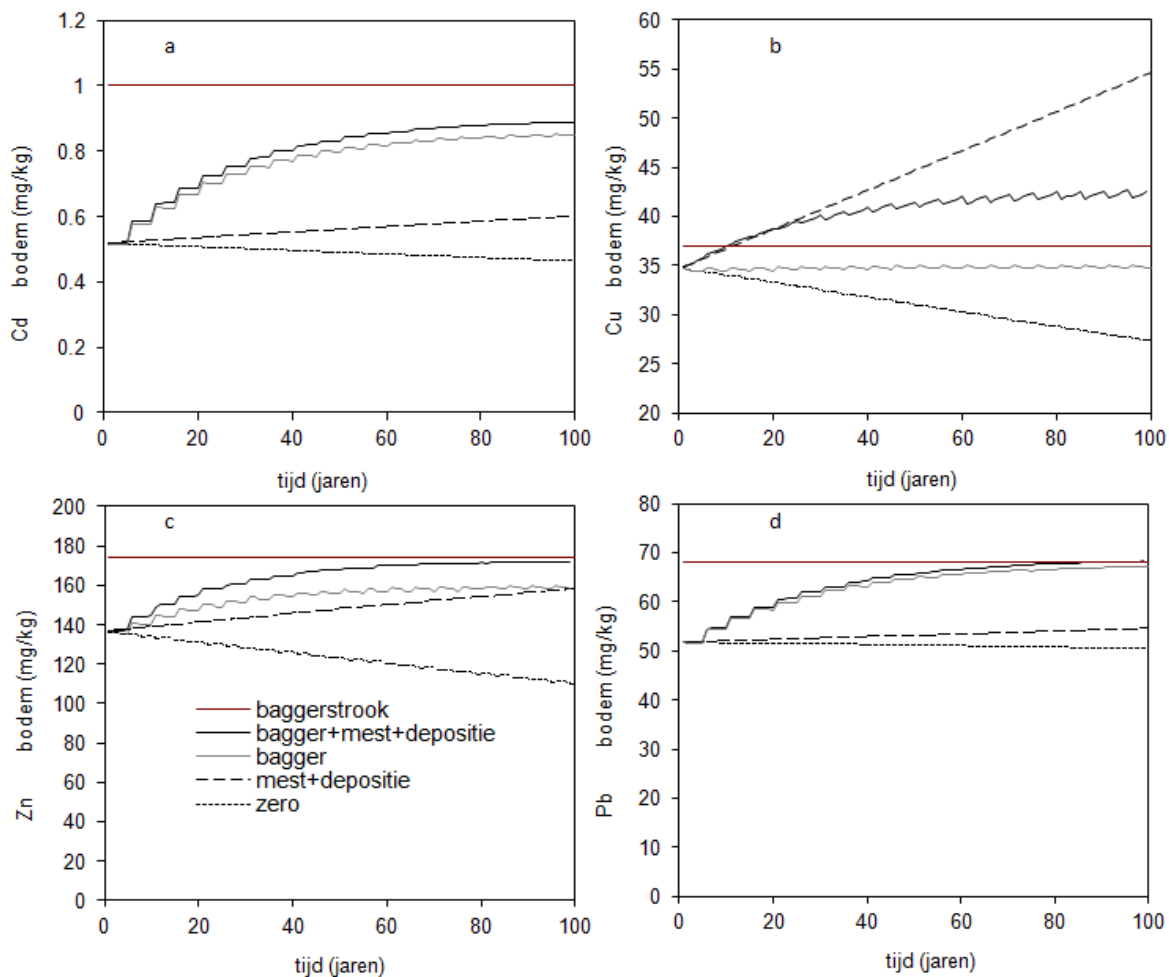 a
1.2
1
0.8
0.6
0.4
0.2
0
Cd bodem (mg/kg)
0 20 40 60 80 100
tijd (jaren)
b
60
55
50
45
40
35
30
25
20
Cu bodem (mg/kg)
0 20 40 60 80 100
tijd (jaren)
c
200
180
160
140
120
100
80
60
40
20
0
Zn bodem (mg/kg)
baggerstrook
bagger+mest+depositie
bagger
mest+depositie
zero
0 20 40 60 80 100
tijd (jaren)
d
80
70
60
50
40
30
20
10
0
Pb bodem (mg/kg)
0 20 40 60 80 100
tijd (jaren)